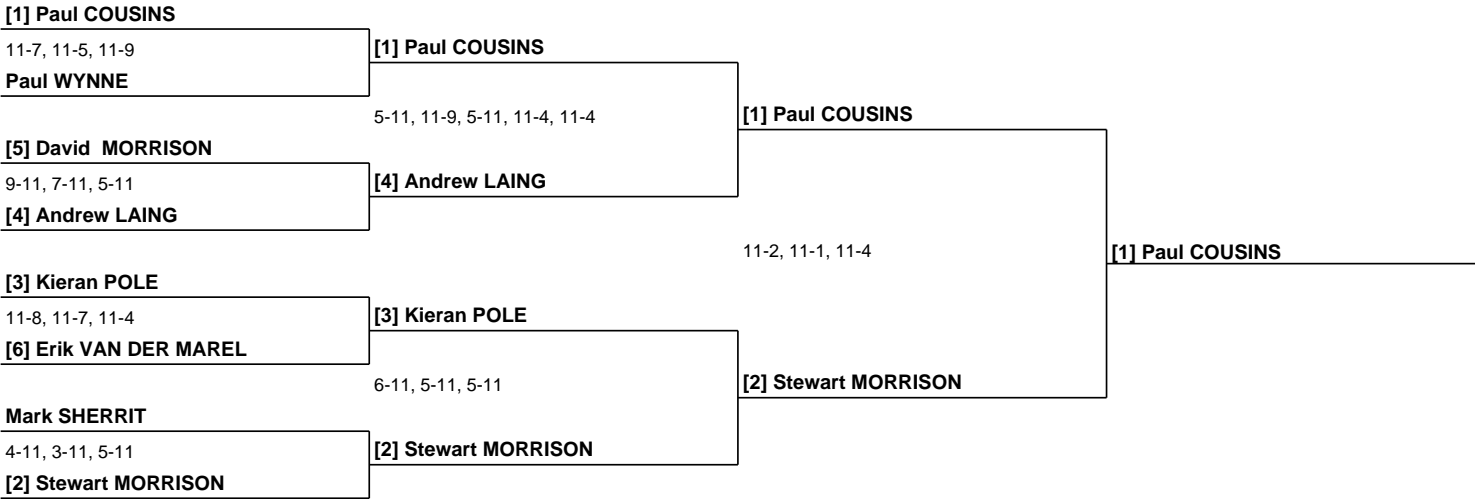 [1] Paul COUSINS
11-7, 11-5, 11-9
[1] Paul COUSINS
Paul WYNNE
5-11, 11-9, 5-11, 11-4, 11-4
[1] Paul COUSINS
[5] David  MORRISON
9-11, 7-11, 5-11
[4] Andrew LAING
[4] Andrew LAING
11-2, 11-1, 11-4
[1] Paul COUSINS
[3] Kieran POLE
11-8, 11-7, 11-4
[3] Kieran POLE
[6] Erik VAN DER MAREL
6-11, 5-11, 5-11
[2] Stewart MORRISON
Mark SHERRIT
4-11, 3-11, 5-11
[2] Stewart MORRISON
[2] Stewart MORRISON